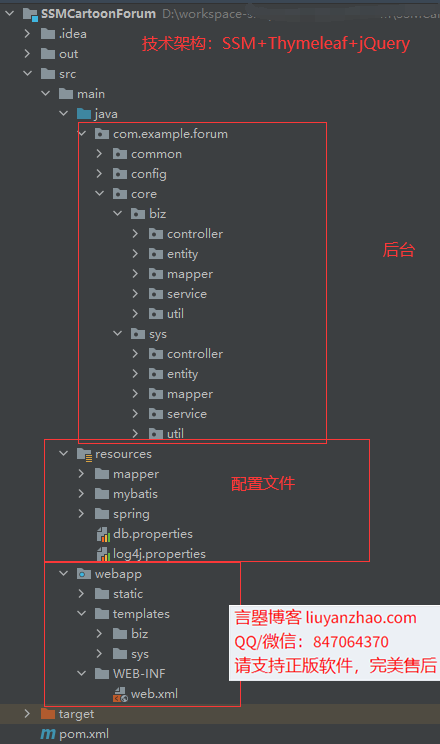 SSMCartoonForum D:\workspace-s
.idea
out
技术架构：SSM+Thymeleaf+jQuery
src
main
java
com.example.forum
common
config
core
biz
controller
后台
entity
mapper
service
util
sys
controller
entity
mapper
service
util
resources
mapper
配置文件
mybatis
spring
db.properties
log4j.properties
webapp
static
templates
言曌博客 liuyanzhao.com
biz
QQ/微信：847064370
sys
请支持正版软件，完美售后
WEB-INF
web.xml
target
pom.xml